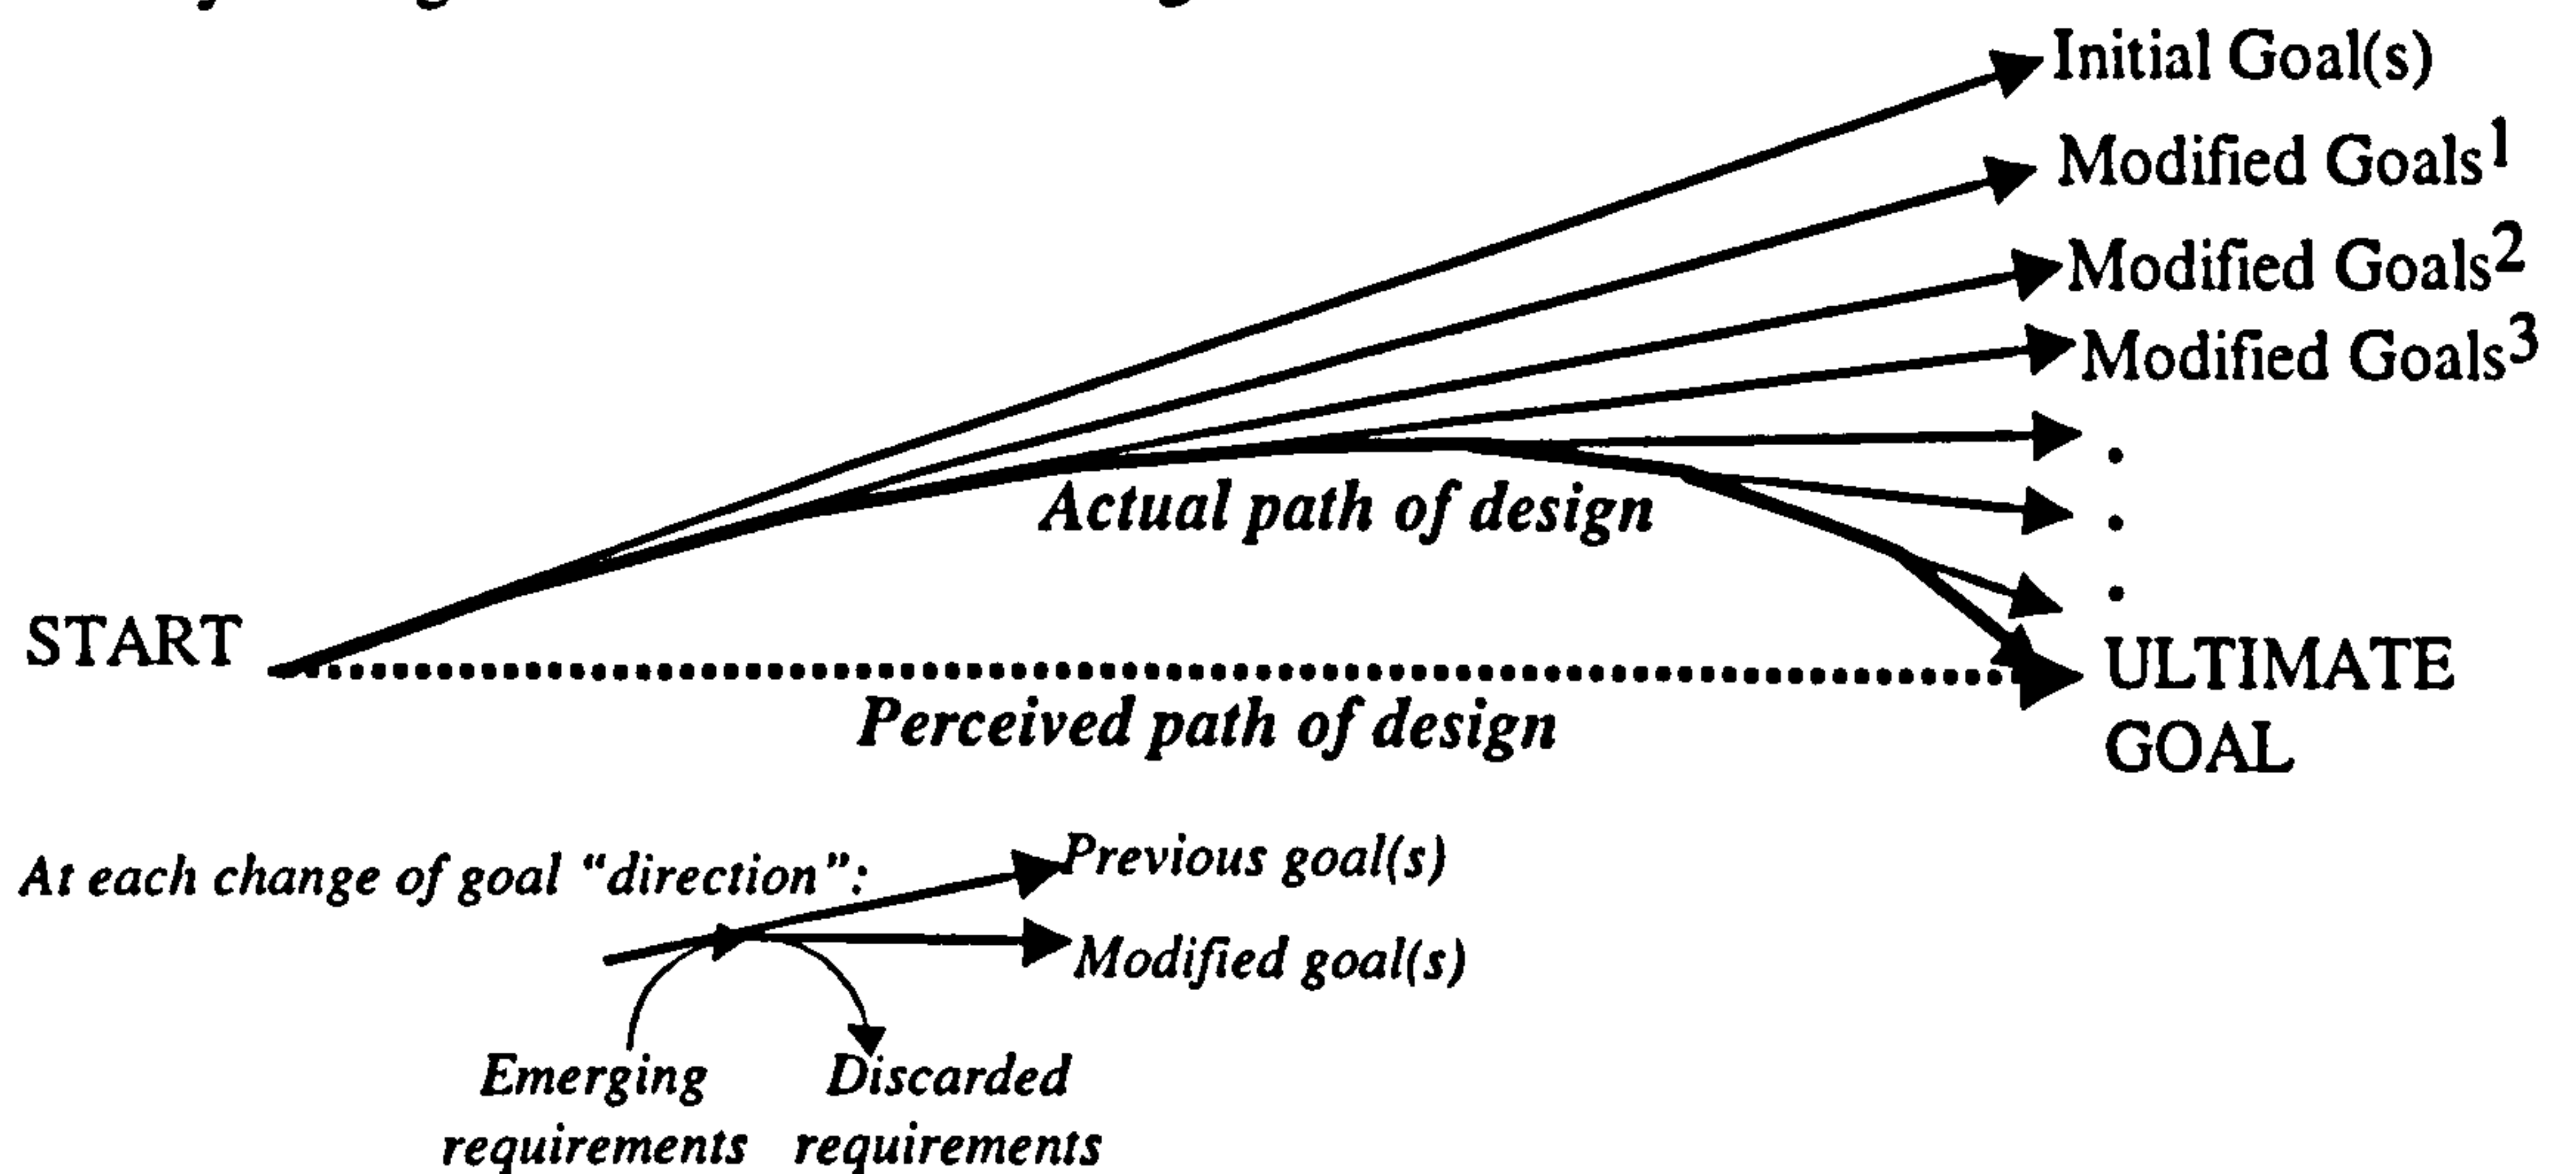 Initial Goal(s)
Modified Goals1
Modified Goals2
Modified Goals3
.
.
.
Actual path of design
START
ULTIMATE
GOAL
Perceived path of design
At each change of goal “direction”:
Previous goal(s)
Modified goal(s)
Emerging
requirements
Discarded
requirements